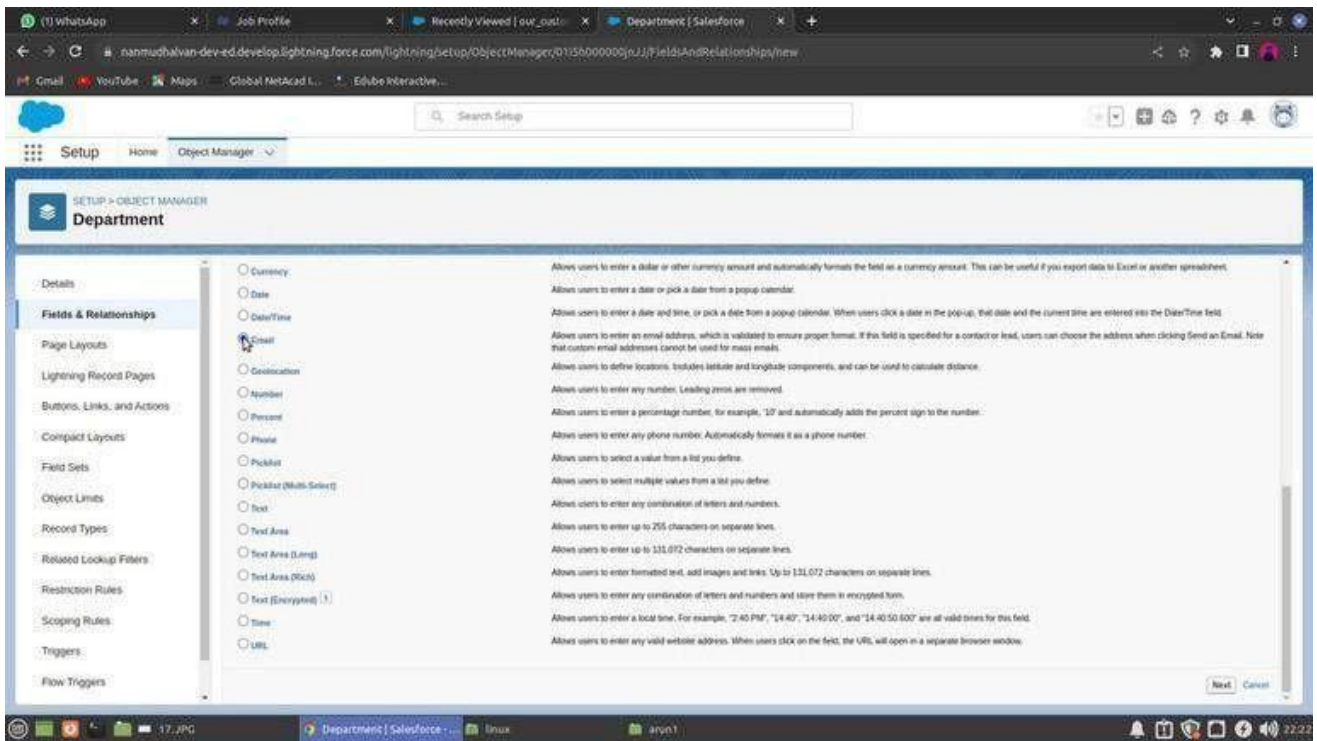 (1) WhatsApp
Job Profile
Recently Viewed | our_custo
Department | Salesforce
nanmudhalvan-dev-ed.develop.lightning.force.com/lightning/setup/ObjectManager/
/FieldsAndRelationships/new
Gmail
YouTube
Maps
Global NetAcad L...
Edube Interactive...
Search Setup
Setup
Home
Object Manager
SETUP > OBJECT MANAGER
Department
Details
Fields & Relationships
Page Layouts
Lightning Record Pages
Buttons, Links, and Actions
Compact Layouts
Field Sets
Object Limits
Record Types
Related Lookup Filters
Restriction Rules
Scoping Rules
Triggers
Flow Triggers
Currency Allows users to enter a dollar or other currency amount and automatically formats the field as a currency amount. This can be useful if you export data to Excel or another spreadsheet.
Date Allows users to enter a date or pick a date from a popup calendar.
Date/Time Allows users to enter a date and time, or pick a date from a popup calendar. When users click a date in the pop-up, that date and the current time are entered into the Date/Time field.
Email Allows users to enter an email address, which is validated to ensure proper format. If this field is specified for a contact or lead, users can choose the address when clicking Send an Email. Note
that custom email addresses cannot be used for mass emails.
Geolocation Allows users to define locations. Includes latitude and longitude components, and can be used to calculate distance.
Number Allows users to enter any number. Leading zeros are removed.
Percent Allows users to enter a percentage number, for example, '10' and automatically adds the percent sign to the number.
Phone Allows users to enter any phone number. Automatically formats it as a phone number.
Picklist Allows users to select a value from a list you define.
Picklist (Multi-Select) Allows users to select multiple values from a list you define.
Text Allows users to enter any combination of letters and numbers.
Text Area Allows users to enter up to 255 characters on separate lines.
Text Area (Long) Allows users to enter up to 131,072 characters on separate lines.
Text Area (Rich) Allows users to enter formatted text, add images and links. Up to 131,072 characters on separate lines.
Text (Encrypted) Allows users to enter any combination of letters and numbers and store them in encrypted form.
Time Allows users to enter a local time. For example, "2:40 PM", "14:40", "14:40:00", and "14:40:50.600" are all valid times for this field.
URL Allows users to enter any valid website address. When users click on the field, the URL will open in a separate browser window.
Next Cancel
17.JPG
Department | Salesforce - ...
linux
arun1
22:22